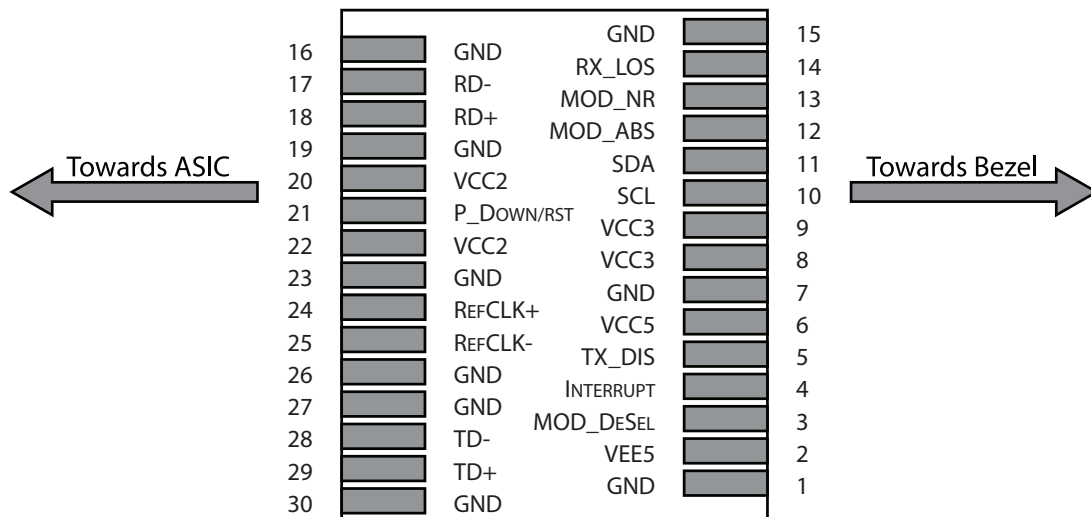 GND 15
16 GND
RX_LOS 14
17 RD-
MOD_NR 13
18 RD+
MOD_ABS 12
19 GND
Towards ASIC
SDA 11
Towards Bezel
20 VCC2
SCL 10
21 P_DOWN/RST
VCC3 9
22 VCC2
VCC3 8
23 GND
GND 7
24 REFCLK+
VCC5 6
25 REFCLK-
TX_DIS 5
26 GND
INTERRUPT 4
27 GND
MOD_DESEL 3
28 TD-
VEE5 2
29 TD+
GND 1
30 GND